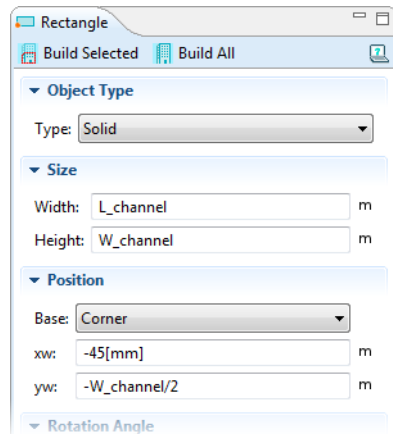 Rectangle
Build Selected Build All
Object Type
Type: Solid
Size
Width: L_channel m
Height: W_channel m
Position
Base: Corner
xw: -45[mm] m
yw: -W_channel/2 m
Rotation Angle